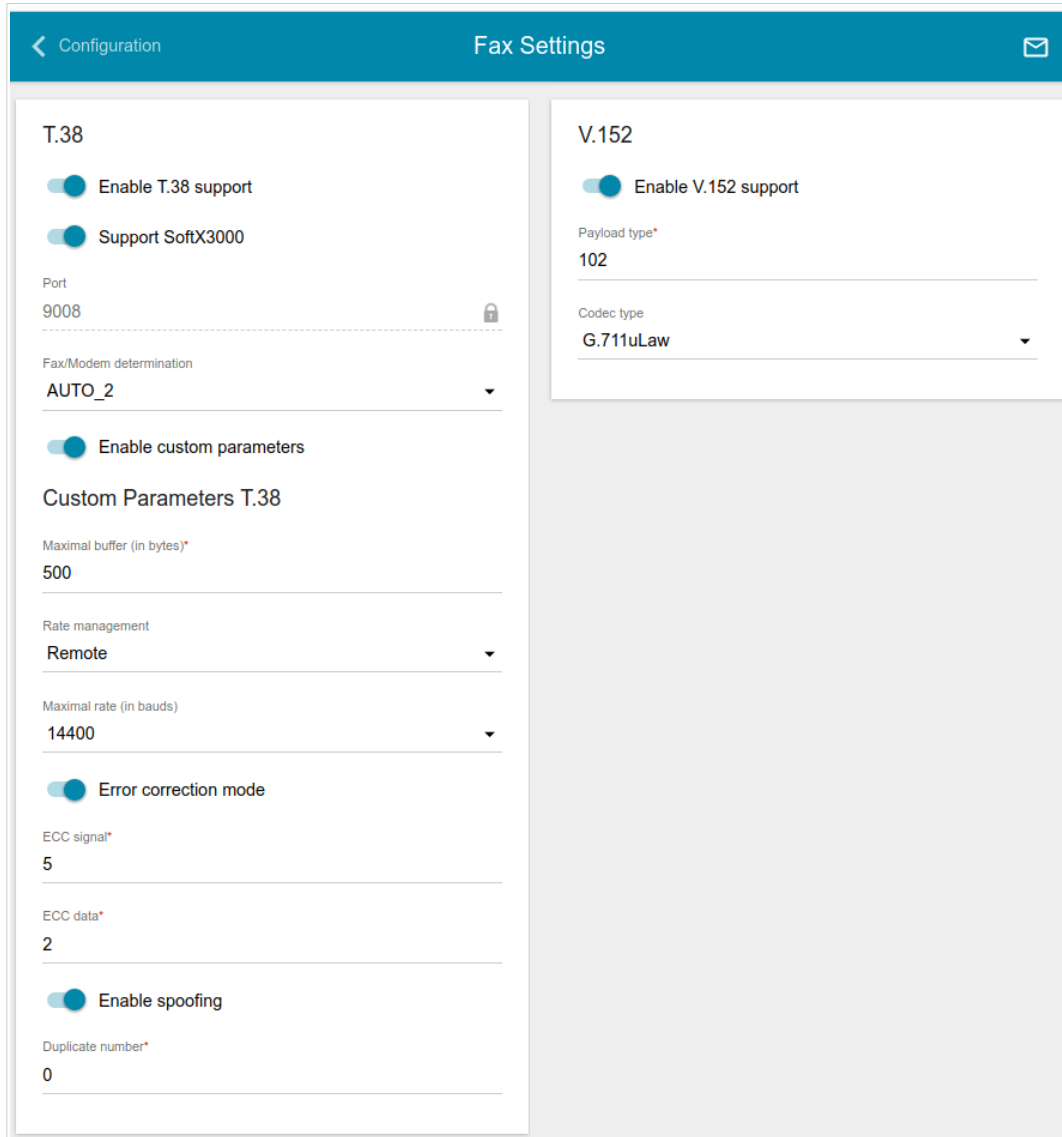 Configuration
Fax Settings
T.38
Enable T.38 support
Support SoftX3000
Port
9008
Fax/Modem determination
AUTO_2
Enable custom parameters
Custom Parameters T.38
Maximal buffer (in bytes)*
500
Rate management
Remote
Maximal rate (in bauds)
14400
Error correction mode
ECC signal*
5
ECC data*
2
Enable spoofing
Duplicate number*
0
V.152
Enable V.152 support
Payload type*
102
Codec type
G.711uLaw